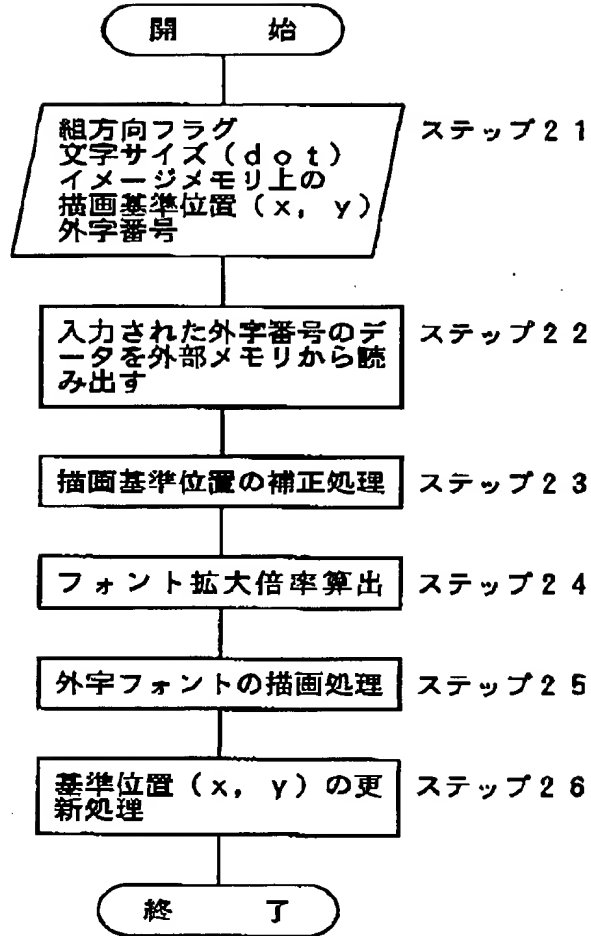 開 始
組方向フラグ ステップ21
文字サイズ(dot)
イメージメモリ上の
描画基準位置(x, y)
外字番号
入力された外字番号のデ ステップ22
ータを外部メモリから読
み出す
描画基準位置の補正処理 ステップ23
フォント拡大倍率算出 ステップ24
外字フォントの描画処理 ステップ25
基準位置(x, y)の更 ステップ26
新処理
終 了